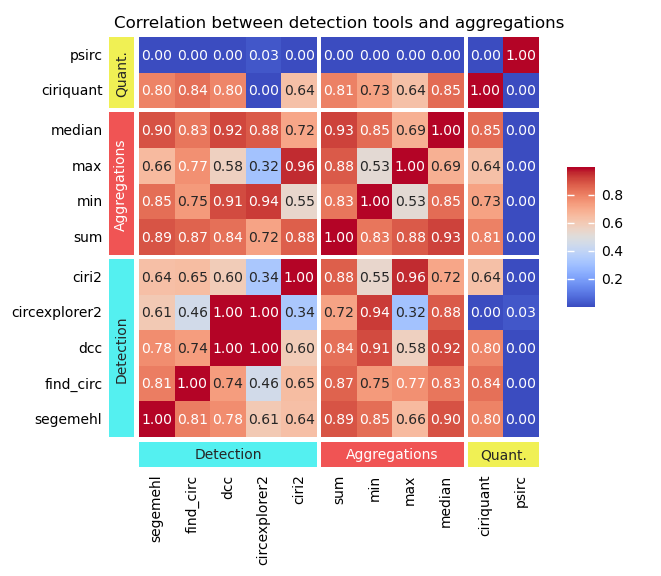 Correlation between detection tools and aggregations
psirc 0.00 0.00 0.00 0.03 0.00 0.00 0.00 0.00 0.00 0.00 1.00
Quant.
ciriquant 0.80 0.84 0.80 0.00 0.64 0.81 0.73 0.64 0.85 1.00 0.00
median 0.90 0.83 0.92 0.88 0.72 0.93 0.85 0.69 1.00 0.85 0.00
max 0.66 0.77 0.58 0.32 0.96 0.88 0.53 1.00 0.69 0.64 0.00
Aggregations
min 0.85 0.75 0.91 0.94 0.55 0.83 1.00 0.53 0.85 0.73 0.00
sum 0.89 0.87 0.84 0.72 0.88 1.00 0.83 0.88 0.93 0.81 0.00
ciri2 0.64 0.65 0.60 0.34 1.00 0.88 0.55 0.96 0.72 0.64 0.00
circexplorer2 0.61 0.46 1.00 1.00 0.34 0.72 0.94 0.32 0.88 0.00 0.03
Detection
dcc 0.78 0.74 1.00 1.00 0.60 0.84 0.91 0.58 0.92 0.80 0.00
find_circ 0.81 1.00 0.74 0.46 0.65 0.87 0.75 0.77 0.83 0.84 0.00
segemehl 1.00 0.81 0.78 0.61 0.64 0.89 0.85 0.66 0.90 0.80 0.00
Detection Aggregations Quant.
segemehl
find_circ
dcc
circexplorer2
ciri2
sum
min
max
median
ciriquant
psirc
0.8
0.6
0.4
0.2